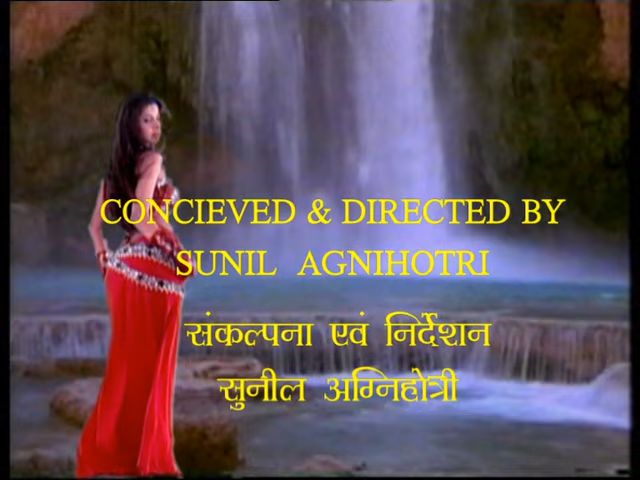 CONCIEVED & DIRECTED BY
SUNIL AGNIHOTRI
संकल्पना एवं निर्देशन
सुनील अग्निहोत्री